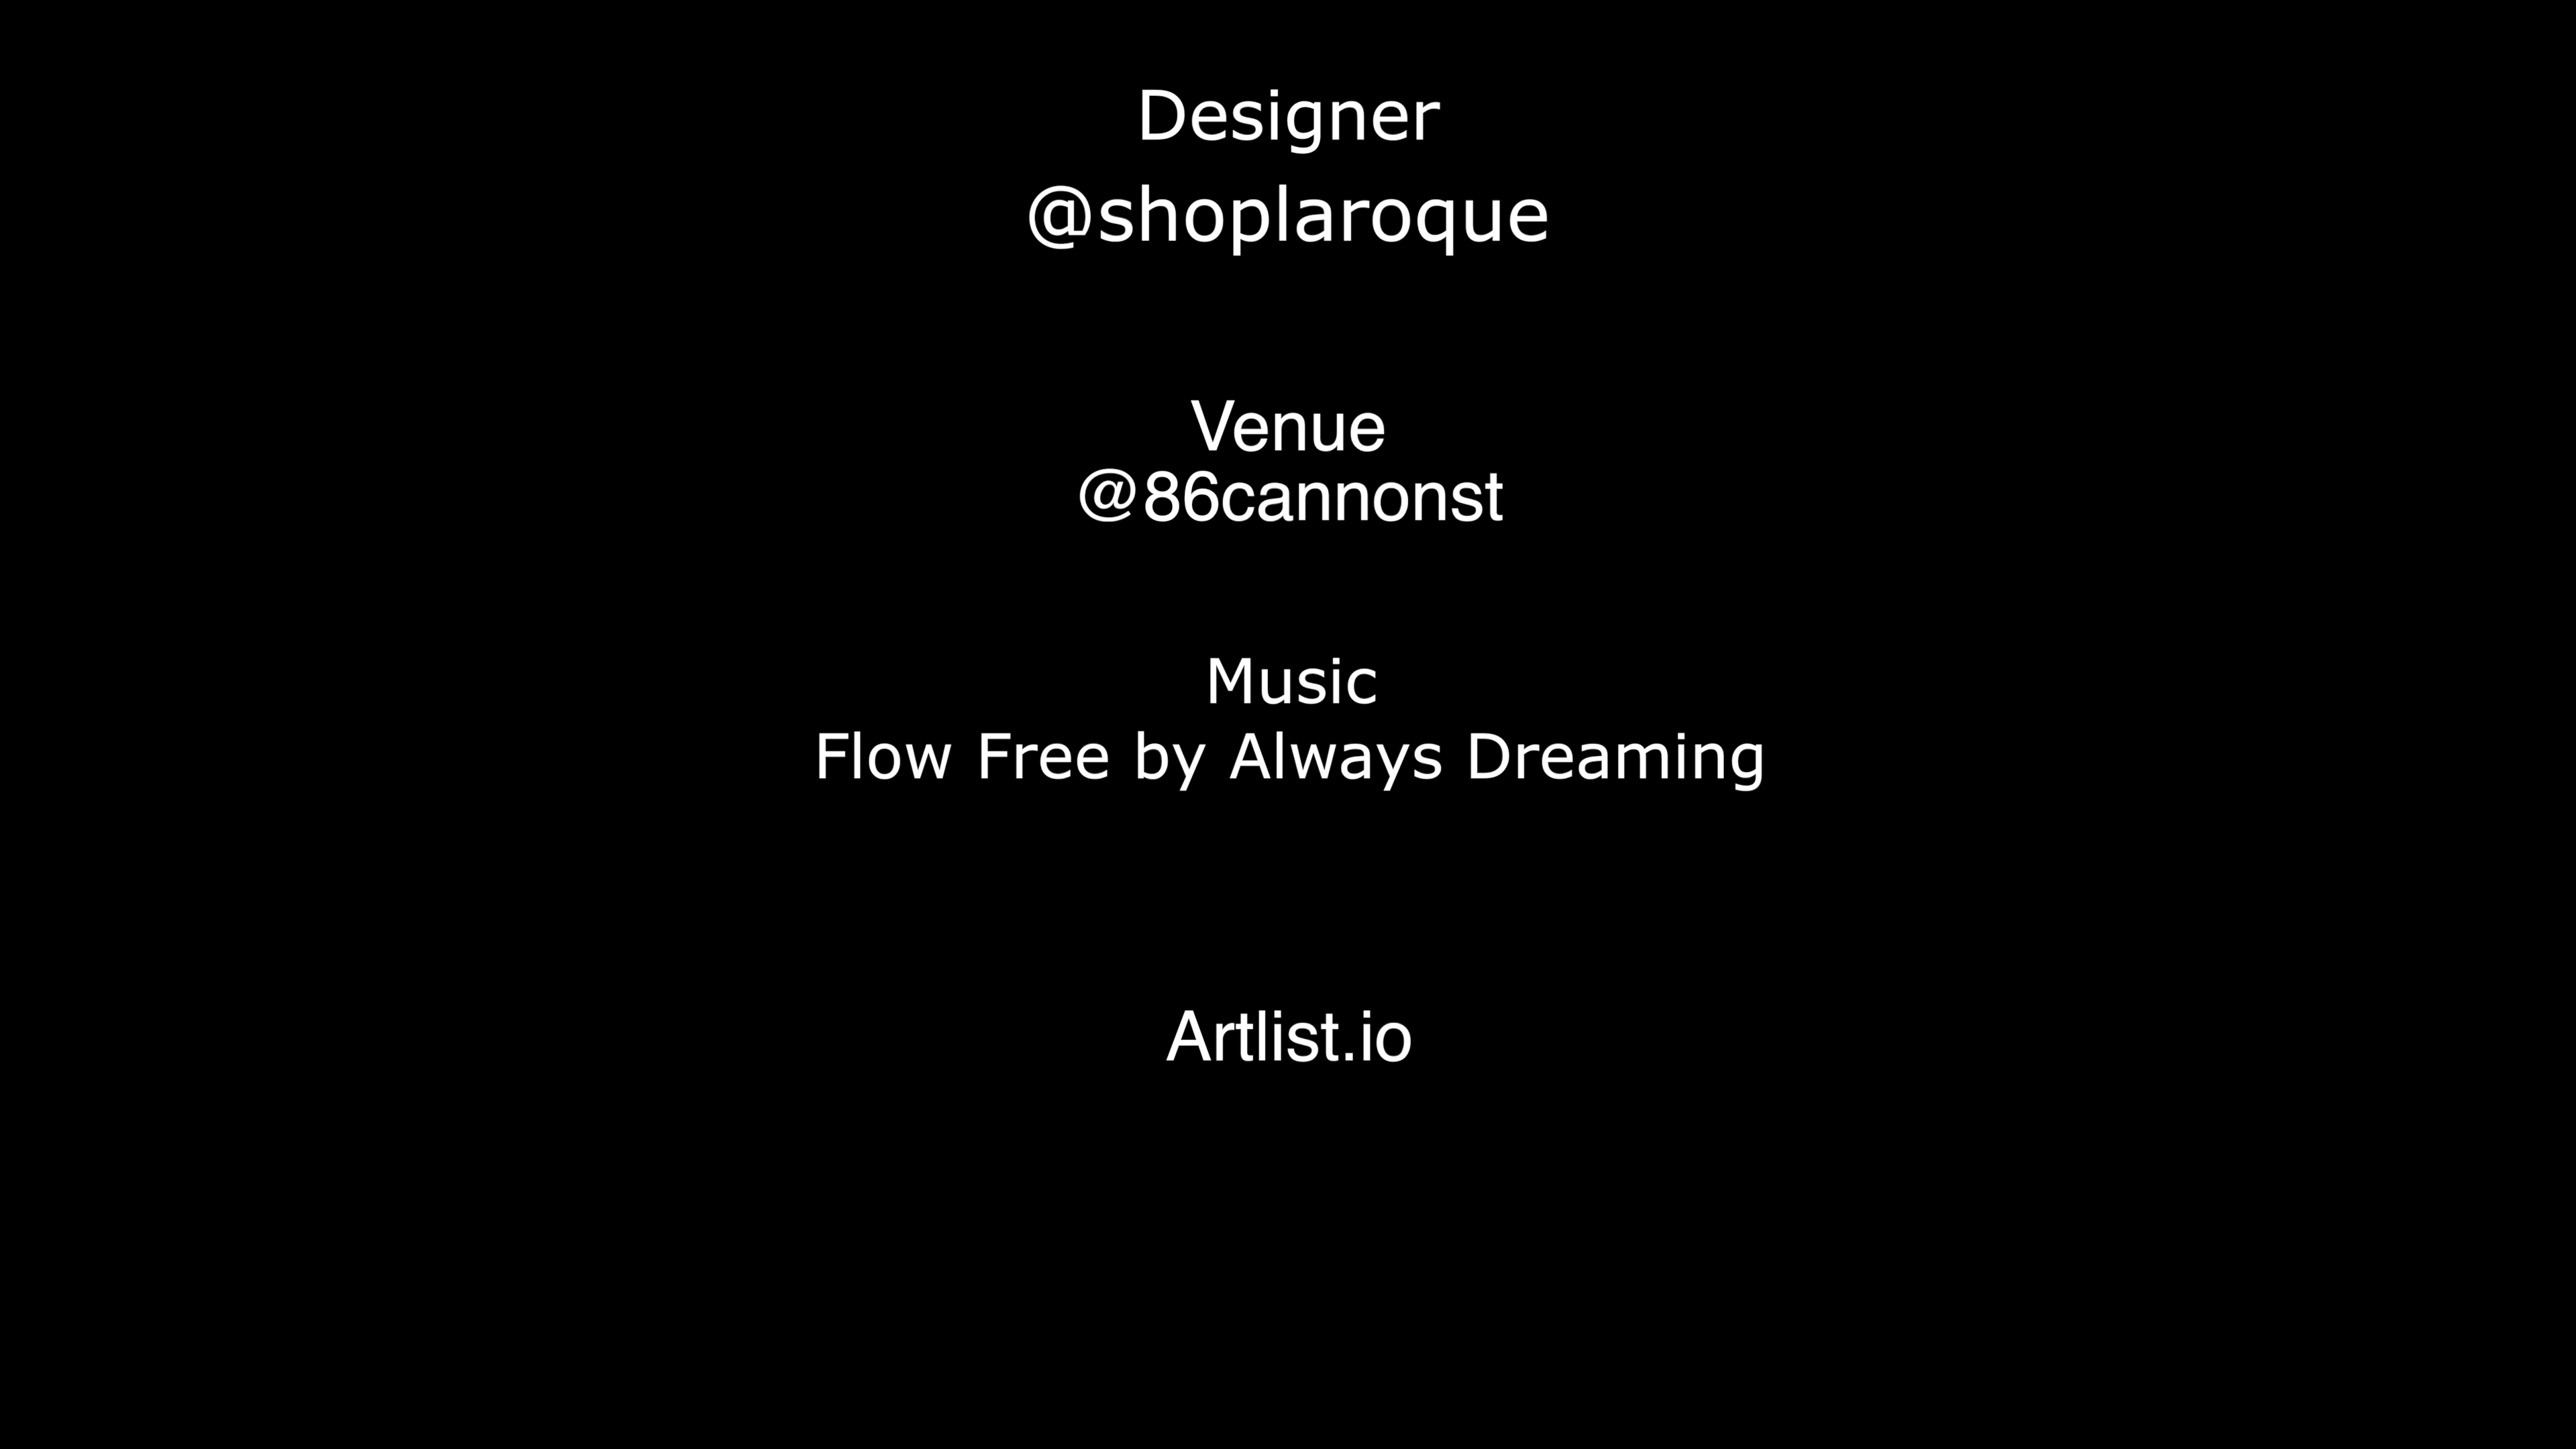 Designer
@shoplaroque
Venue
@86cannonst
Music
Flow Free by Always Dreaming
Artlist.io